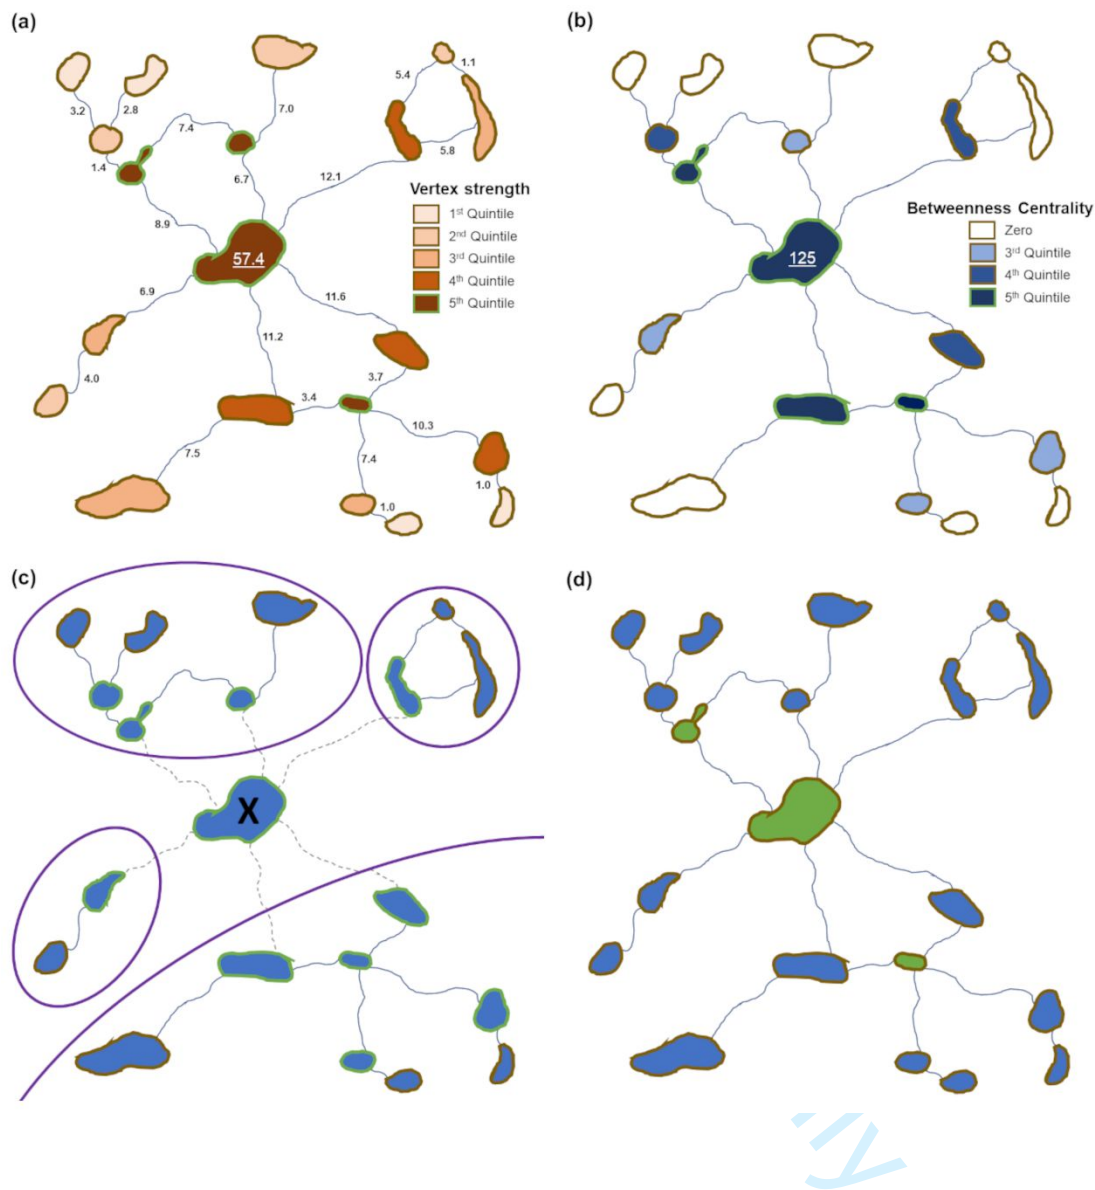 (a)
(b)
5.4
1.1
3.2
2.8
7.0
7.4
1.4
5.8
6.7
12.1
Vertex strength
1st Quintile
2nd Quintile
3rd Quintile
4th Quintile
5th Quintile
8.9
57.4
6.9
11.6
11.2
4.0
3.7
3.4
10.3
7.5
7.4
1.0
1.0
Betweenness Centrality
Zero
3rd Quintile
4th Quintile
5th Quintile
125
(c)
(d)
X
ly